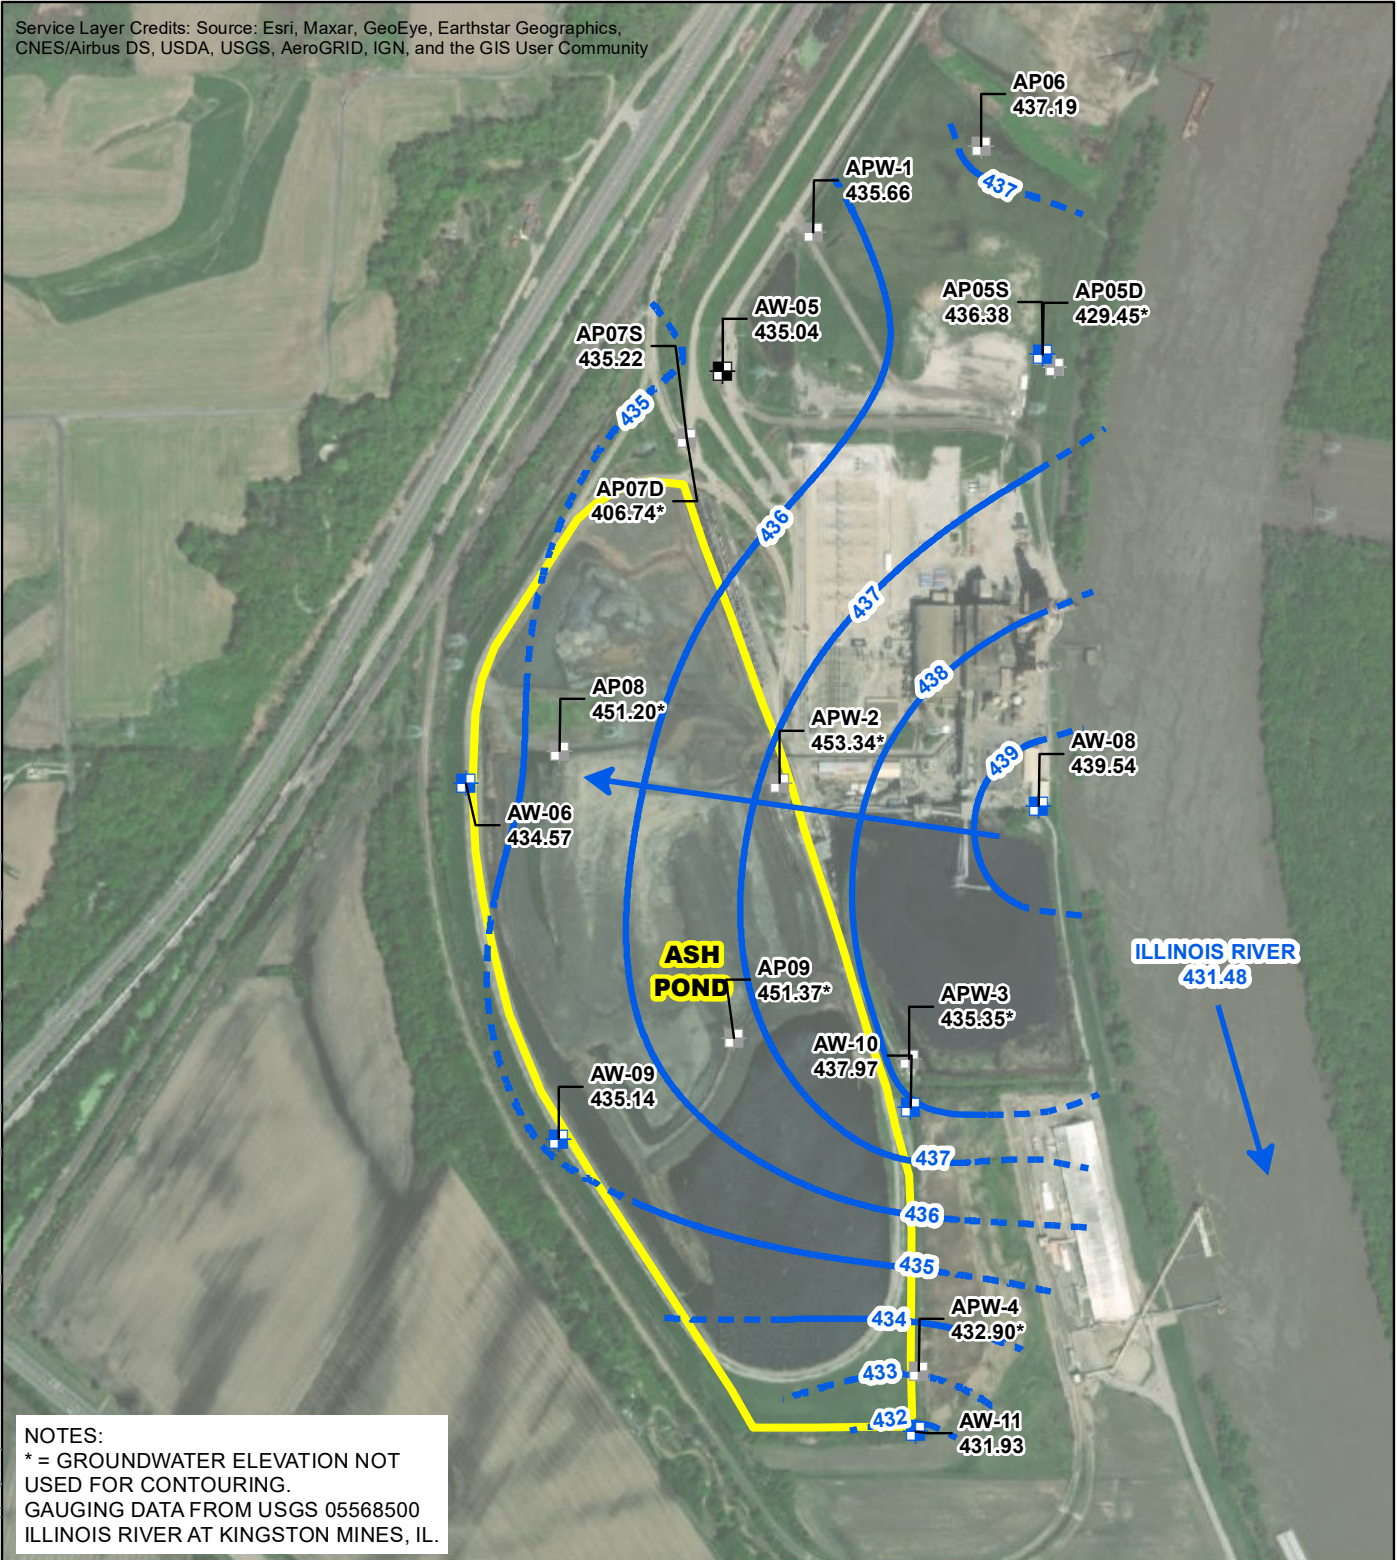 Service Layer Credits: Source: Esri, Maxar, GeoEye, Earthstar Geographics,
CNES/Airbus DS, USDA, USGS, AeroGRID, IGN, and the GIS User Community
AP06
437.19
437
APW-1
435.66
AP05S
436.38
AP05D
429.45*
AW-05
435.04
AP07S
435.22
435
AP07D
406.74*
436
437
438
AP08
451.20*
APW-2
453.34*
439
AW-08
439.54
AW-06
434.57
ILLINOIS RIVER
431.48
ASH
POND
AP09
451.37*
APW-3
435.35*
AW-10
437.97
AW-09
435.14
437
436
435
434
APW-4
432.90*
433
432
AW-11
431.93
NOTES:
* = GROUNDWATER ELEVATION NOT
USED FOR CONTOURING.
GAUGING DATA FROM USGS 05568500
ILLINOIS RIVER AT KINGSTON MINES, IL.